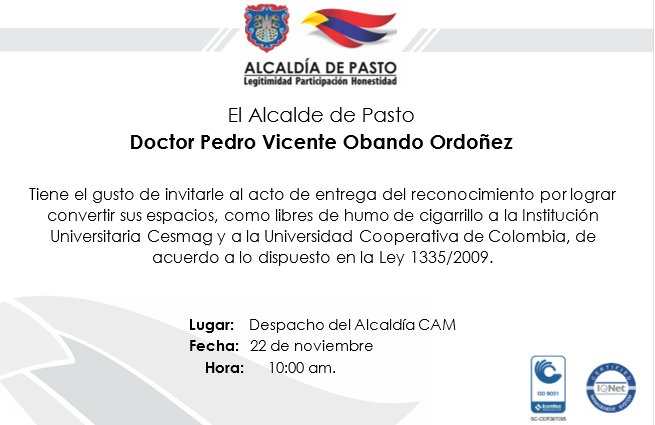 ALCALDÍA DE PASTO
Legitimidad Participación Honestidad
El Alcalde de Pasto
Doctor Pedro Vicente Obando Ordoñez
Tiene el gusto de invitarle al acto de entrega del reconocimiento por lograr
convertir sus espacios, como libres de humo de cigarrillo a la Institución
Universitaria Cesmag y a la Universidad Cooperativa de Colombia, de
acuerdo a lo dispuesto en la Ley 1335/2009.
Lugar: Despacho del Alcaldía CAM
Fecha: 22 de noviembre
Hora: 10:00 am.
ISO 9001
icontec
CERTIFIED
IQNet
MANAGEMENT SYSTEM